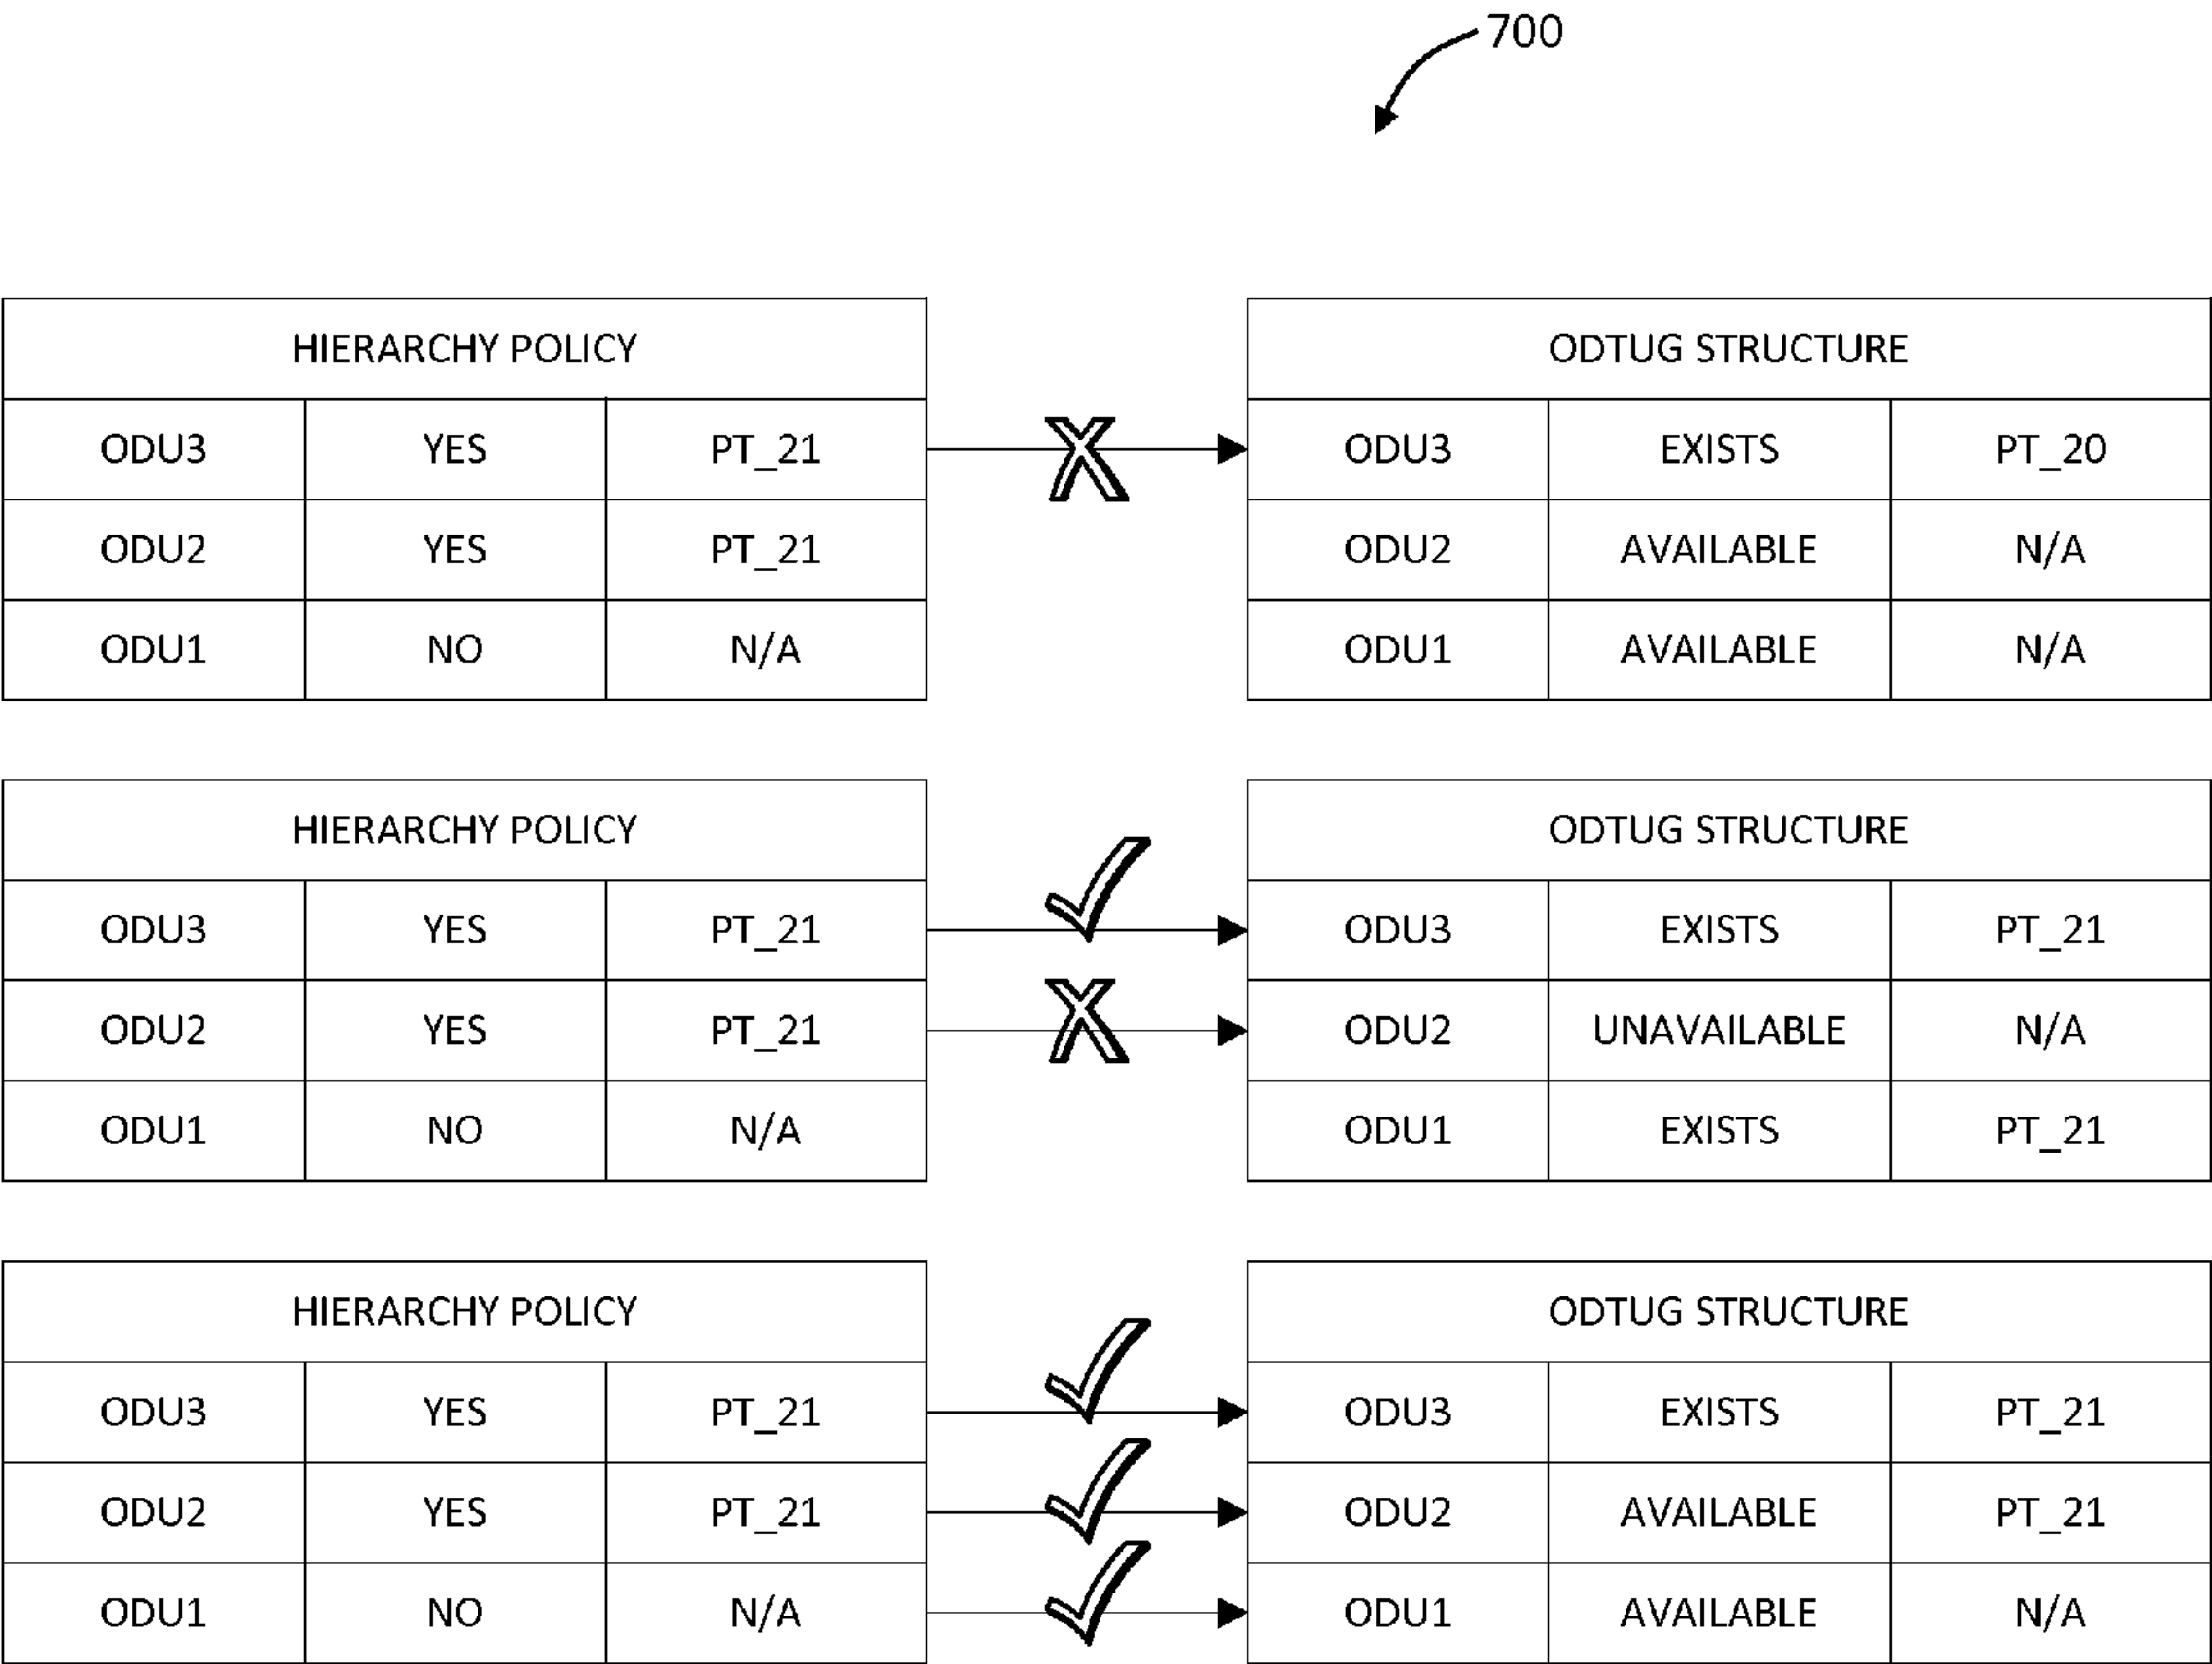 700
HIERARCHY POLICY
ODU3 YES PT_21
ODU2 YES PT_21
ODU1 NO N/A
ODTUG STRUCTURE
ODU3 EXISTS PT_20
ODU2 AVAILABLE N/A
ODU1 AVAILABLE N/A
HIERARCHY POLICY
ODU3 YES PT_21
ODU2 YES PT_21
ODU1 NO N/A
ODTUG STRUCTURE
ODU3 EXISTS PT_21
ODU2 UNAVAILABLE N/A
ODU1 EXISTS PT_21
HIERARCHY POLICY
ODU3 YES PT_21
ODU2 YES PT_21
ODU1 NO N/A
ODTUG STRUCTURE
ODU3 EXISTS PT_21
ODU2 AVAILABLE PT_21
ODU1 AVAILABLE N/A